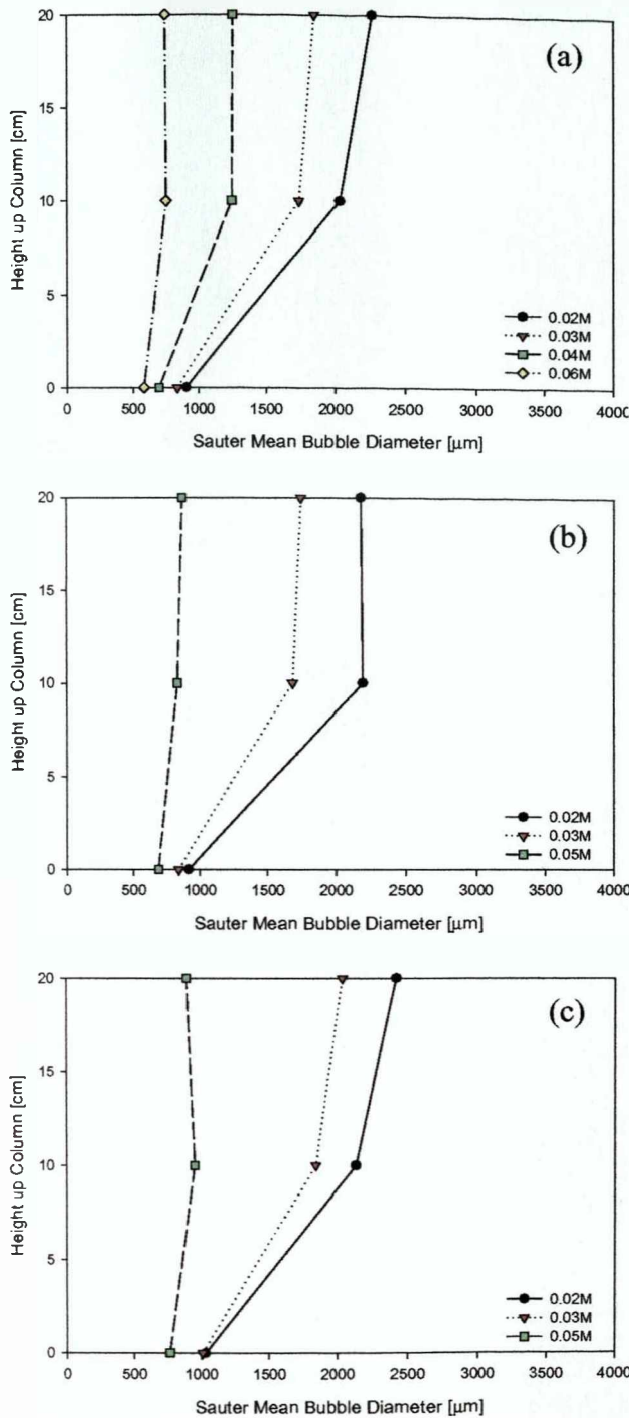 (a)
Height up Column [cm]
20
15
10
5
0
0.02M
0.03M
0.04M
0.06M
0 500 1000 1500 2000 2500 3000 3500 4000
Sauter Mean Bubble Diameter [μm]
(b)
Height up Column [cm]
20
15
10
5
0
0.02M
0.03M
0.05M
0 500 1000 1500 2000 2500 3000 3500 4000
Sauter Mean Bubble Diameter [μm]
(c)
Height up Column [cm]
20
15
10
5
0
0.02M
0.03M
0.05M
0 500 1000 1500 2000 2500 3000 3500 4000
Sauter Mean Bubble Diameter [μm]